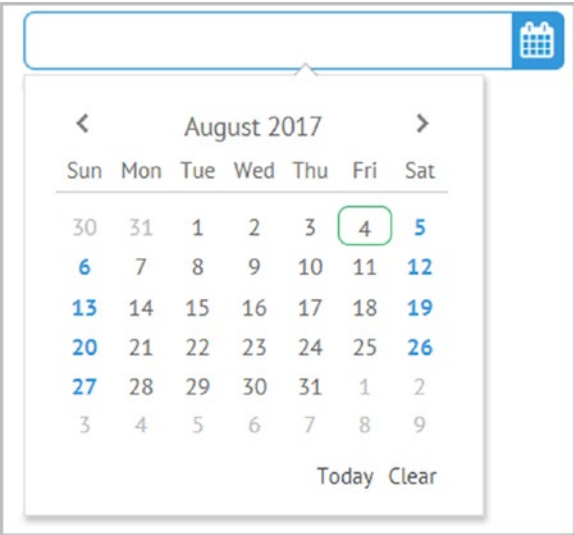 August 2017
Sun Mon Tue Wed Thu Fri Sat
30 31 1 2 3 4 5
6 7 8 9 10 11 12
13 14 15 16 17 18 19
20 21 22 23 24 25 26
27 28 29 30 31 1 2
3 4 5 6 7 8 9
Today Clear